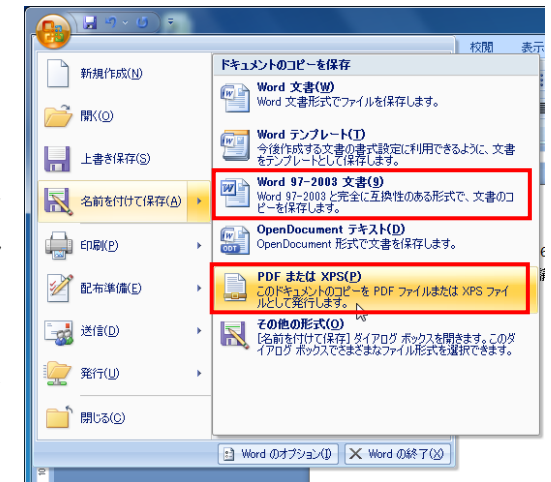 校閲 表示
新規作成(N)
開く(O)
上書き保存(S)
名前を付けて保存(A)
印刷(P)
配布準備(E)
送信(D)
発行(U)
閉じる(C)
ドキュメントのコピーを保存
Word 文書(W)
Word 文書形式でファイルを保存します。
Word テンプレート(T)
今後作成する文書の書式設定に利用できるように、文書
をテンプレートとして保存します。
Word 97-2003 文書(9)
Word 97-2003 と完全に互換性のある形式で、文書のコ
ピーを保存します。
OpenDocument テキスト(D)
OpenDocument 形式で文書を保存します。
PDF または XPS(P)
このドキュメントのコピーを PDF ファイルまたは XPS ファイ
ルとして発行します。
その他の形式(O)
[名前を付けて保存] ダイアログ ボックスを開きます。このダ
イアログ ボックスでさまざまなファイル形式を選択できます。
Word のオプション(I) Word の終了(X)